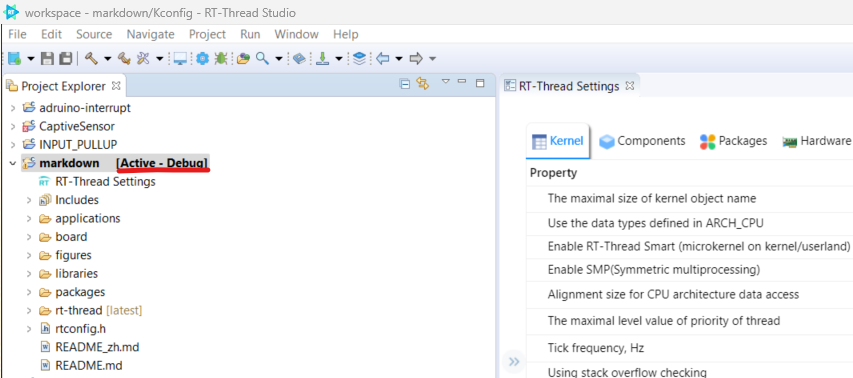 workspace - markdown/Kconfig - RT-Thread Studio
File Edit Source Navigate Project Run Window Help
Project Explorer
adruino-interrupt
CaptiveSensor
INPUT_PULLUP
markdown [Active - Debug]
RT RT-Thread Settings
Includes
applications
board
figures
libraries
packages
rt-thread [latest]
.h rtconfig.h
README_zh.md
README.md
RT-Thread Settings
Kernel Components Packages Hardware
Property
The maximal size of kernel object name
Use the data types defined in ARCH_CPU
Enable RT-Thread Smart (microkernel on kernel/userland)
Enable SMP(Symmetric multiprocessing)
Alignment size for CPU architecture data access
The maximal level value of priority of thread
Tick frequency, Hz
Using stack overflow checking